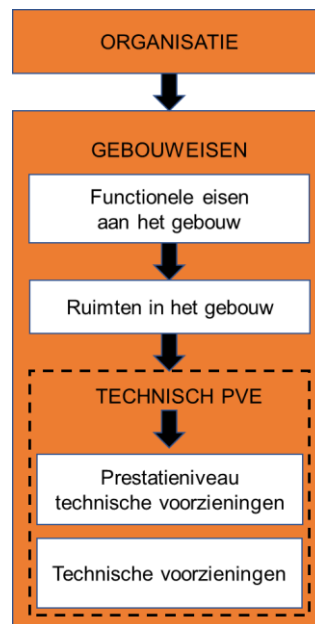 ORGANISATIE
GEBOUWEISEN
Functionele eisen
aan het gebouw
Ruimten in het gebouw
TECHNISCH PVE
Prestatieniveau
technische voorzieningen
Technische voorzieningen